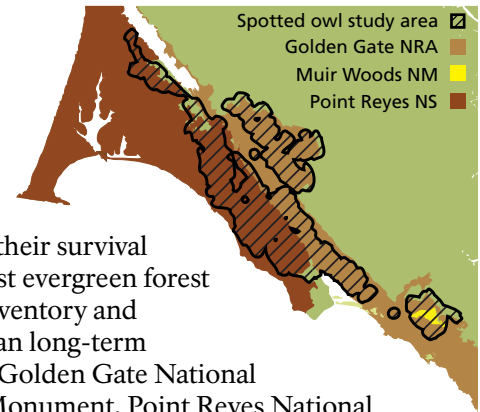 Spotted owl study area
Golden Gate NRA
Muir Woods NM
Point Reyes NS
their survival
st evergreen forest
ventory and
an long-term
Golden Gate National
Monument, Point Reyes National